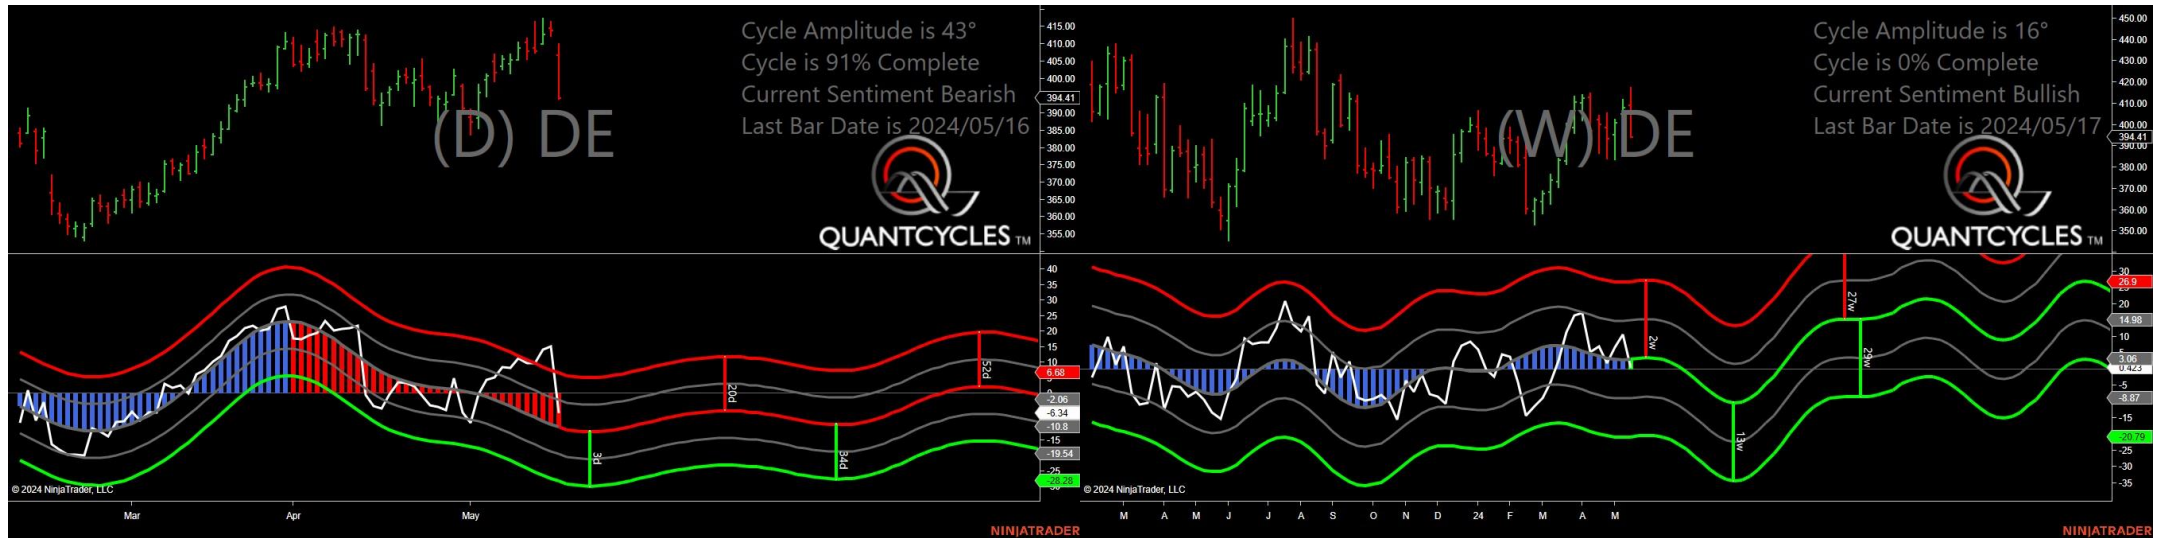 Cycle Amplitude is 43°
Cycle is 91% Complete
Current Sentiment Bearish
Last Bar Date is 2024/05/16
(D) DE
QUANTCYCLES TM
415.00
410.00
405.00
400.00
394.41
390.00
385.00
380.00
375.00
370.00
365.00
360.00
355.00
40
35
30
25
20
15
10
6.68
0
-2.06
-6.34
-10.8
-15
-19.54
-25
-28.28
3d
20d
34d
52d
© 2024 NinjaTrader, LLC
Mar
Apr
May
NINJATRADER
Cycle Amplitude is 16°
Cycle is 0% Complete
Current Sentiment Bullish
Last Bar Date is 2024/05/17
(W) DE
QUANTCYCLES TM
450.00
440.00
430.00
420.00
410.00
400.00
394.41
380.00
370.00
360.00
350.00
30
26.9
20
14.98
10
3.06
0.423
-5
-8.87
-15
-20.79
-25
-30
-35
2w
13w
27w
29w
© 2024 NinjaTrader, LLC
M
A
M
J
J
A
S
O
N
D
24
F
M
A
M
NINJATRADER